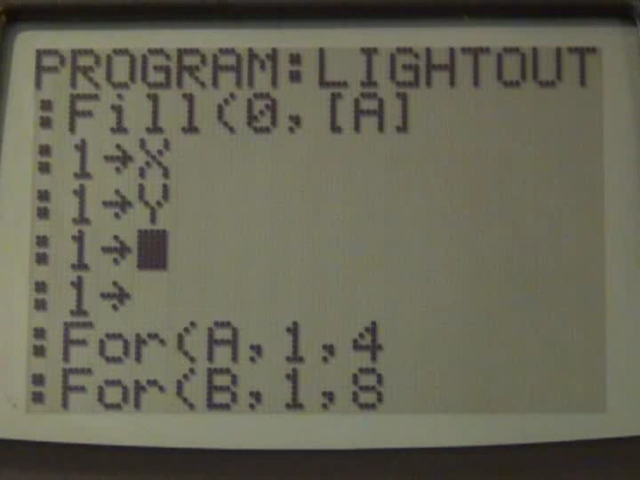 PROGRAM:LIGHTOUT
:Fill(0,[A]
:1→X
:1→Y
:1→
:1→
:For(A,1,4
:For(B,1,8